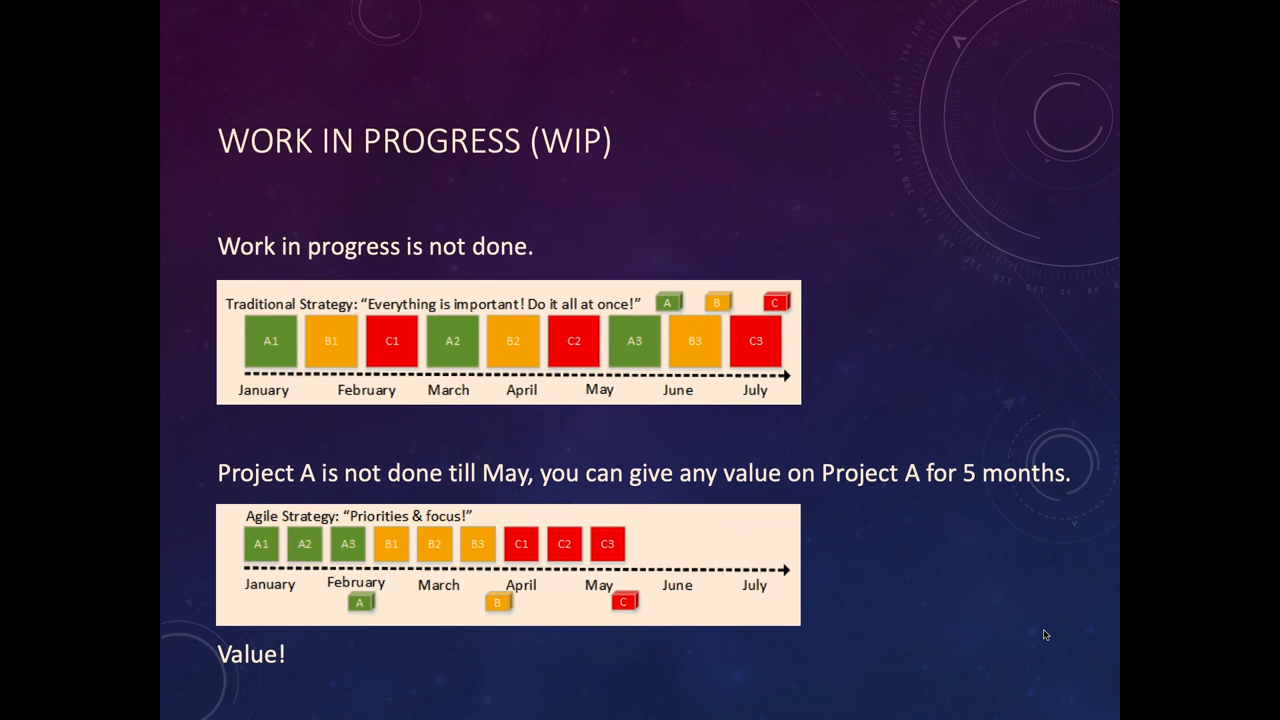 WORK IN PROGRESS (WIP)
Work in progress is not done.
Traditional Strategy: “Everything is important! Do it all at once!” A B C
A1 B1 C1 A2 B2 C2 A3 B3 C3
January February March April May June July
Project A is not done till May, you can give any value on Project A for 5 months.
Agile Strategy: “Priorities & focus!”
A1 A2 A3 B1 B2 B3 C1 C2 C3
January February March April May June July
A B C
Value!